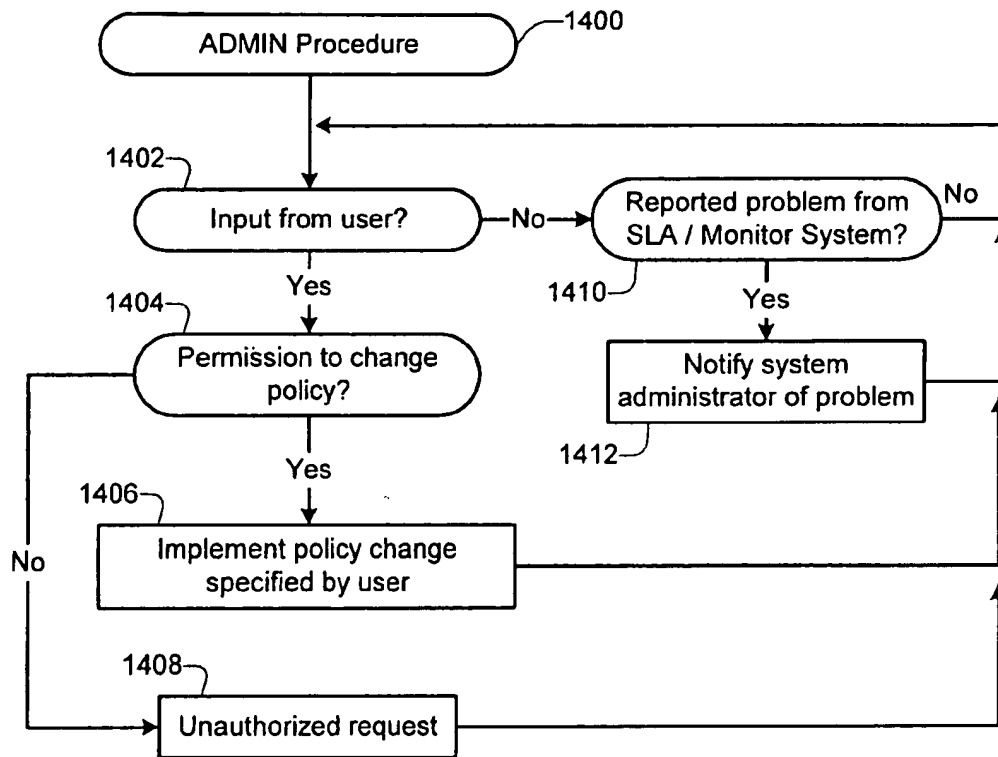 ADMIN Procedure
1400
1402
Input from user?
No
Reported problem from
SLA / Monitor System?
No
1410
Yes
Yes
1404
Permission to change
policy?
Notify system
administrator of problem
1412
Yes
1406
Implement policy change
specified by user
No
1408
Unauthorized request